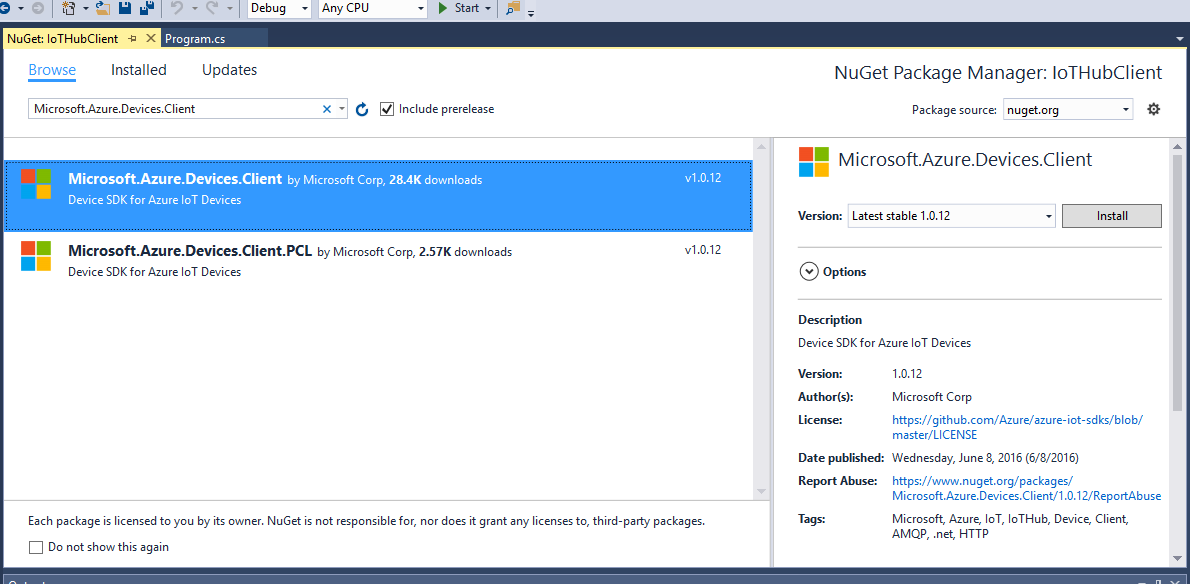 Debug
Any CPU
Start
NuGet: IoTHubClient
Program.cs
Browse
Installed
Updates
NuGet Package Manager: IoTHubClient
Microsoft.Azure.Devices.Client
Include prerelease
Package source: nuget.org
Microsoft.Azure.Devices.Client by Microsoft Corp, 28.4K downloads v1.0.12
Device SDK for Azure IoT Devices
Microsoft.Azure.Devices.Client.PCL by Microsoft Corp, 2.57K downloads v1.0.12
Device SDK for Azure IoT Devices
Each package is licensed to you by its owner. NuGet is not responsible for, nor does it grant any licenses to, third-party packages.
Do not show this again
Microsoft.Azure.Devices.Client
Version: Latest stable 1.0.12 Install
Options
Description
Device SDK for Azure IoT Devices
Version: 1.0.12
Author(s): Microsoft Corp
License: https://github.com/Azure/azure-iot-sdks/blob/
master/LICENSE
Date published: Wednesday, June 8, 2016 (6/8/2016)
Report Abuse: https://www.nuget.org/packages/
Microsoft.Azure.Devices.Client/1.0.12/ReportAbuse
Tags: Microsoft, Azure, IoT, IoTHub, Device, Client,
AMQP, .net, HTTP